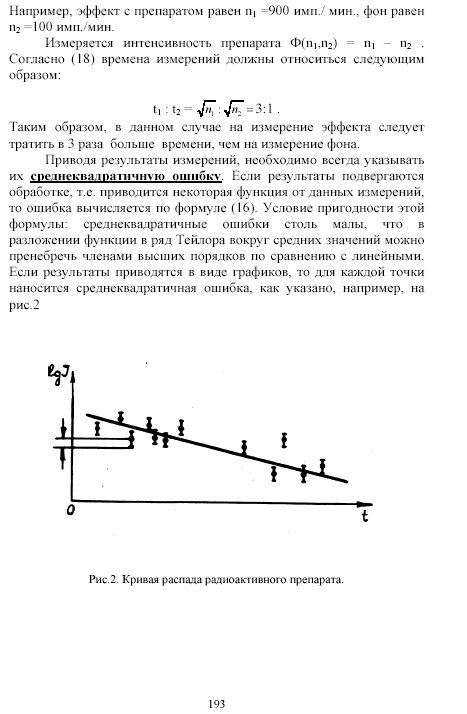 Например, эффект с препаратом равен n₁ =900 имп./ мин., фон равен
n₂ =100 имп./мин.
Измеряется интенсивность препарата Ф(n₁,n₂) = n₁ – n₂ .
Согласно (18) времена измерений должны относиться следующим
образом:
t₁ : t₂ = √n₁ : √n₂ = 3:1 .
Таким образом, в данном случае на измерение эффекта следует
тратить в 3 раза больше времени, чем на измерение фона.
Приводя результаты измерений, необходимо всегда указывать
их среднеквадратичную ошибку. Если результаты подвергаются
обработке, т.е. приводится некоторая функция от данных измерений,
то ошибка вычисляется по формуле (16). Условие пригодности этой
формулы: среднеквадратичные ошибки столь малы, что в
разложении функции в ряд Тейлора вокруг средних значений можно
пренебречь членами высших порядков по сравнению с линейными.
Если результаты приводятся в виде графиков, то для каждой точки
наносится среднеквадратичная ошибка, как указано, например, на
рис.2
lgJ
0
t
Рис.2. Кривая распада радиоактивного препарата.
193